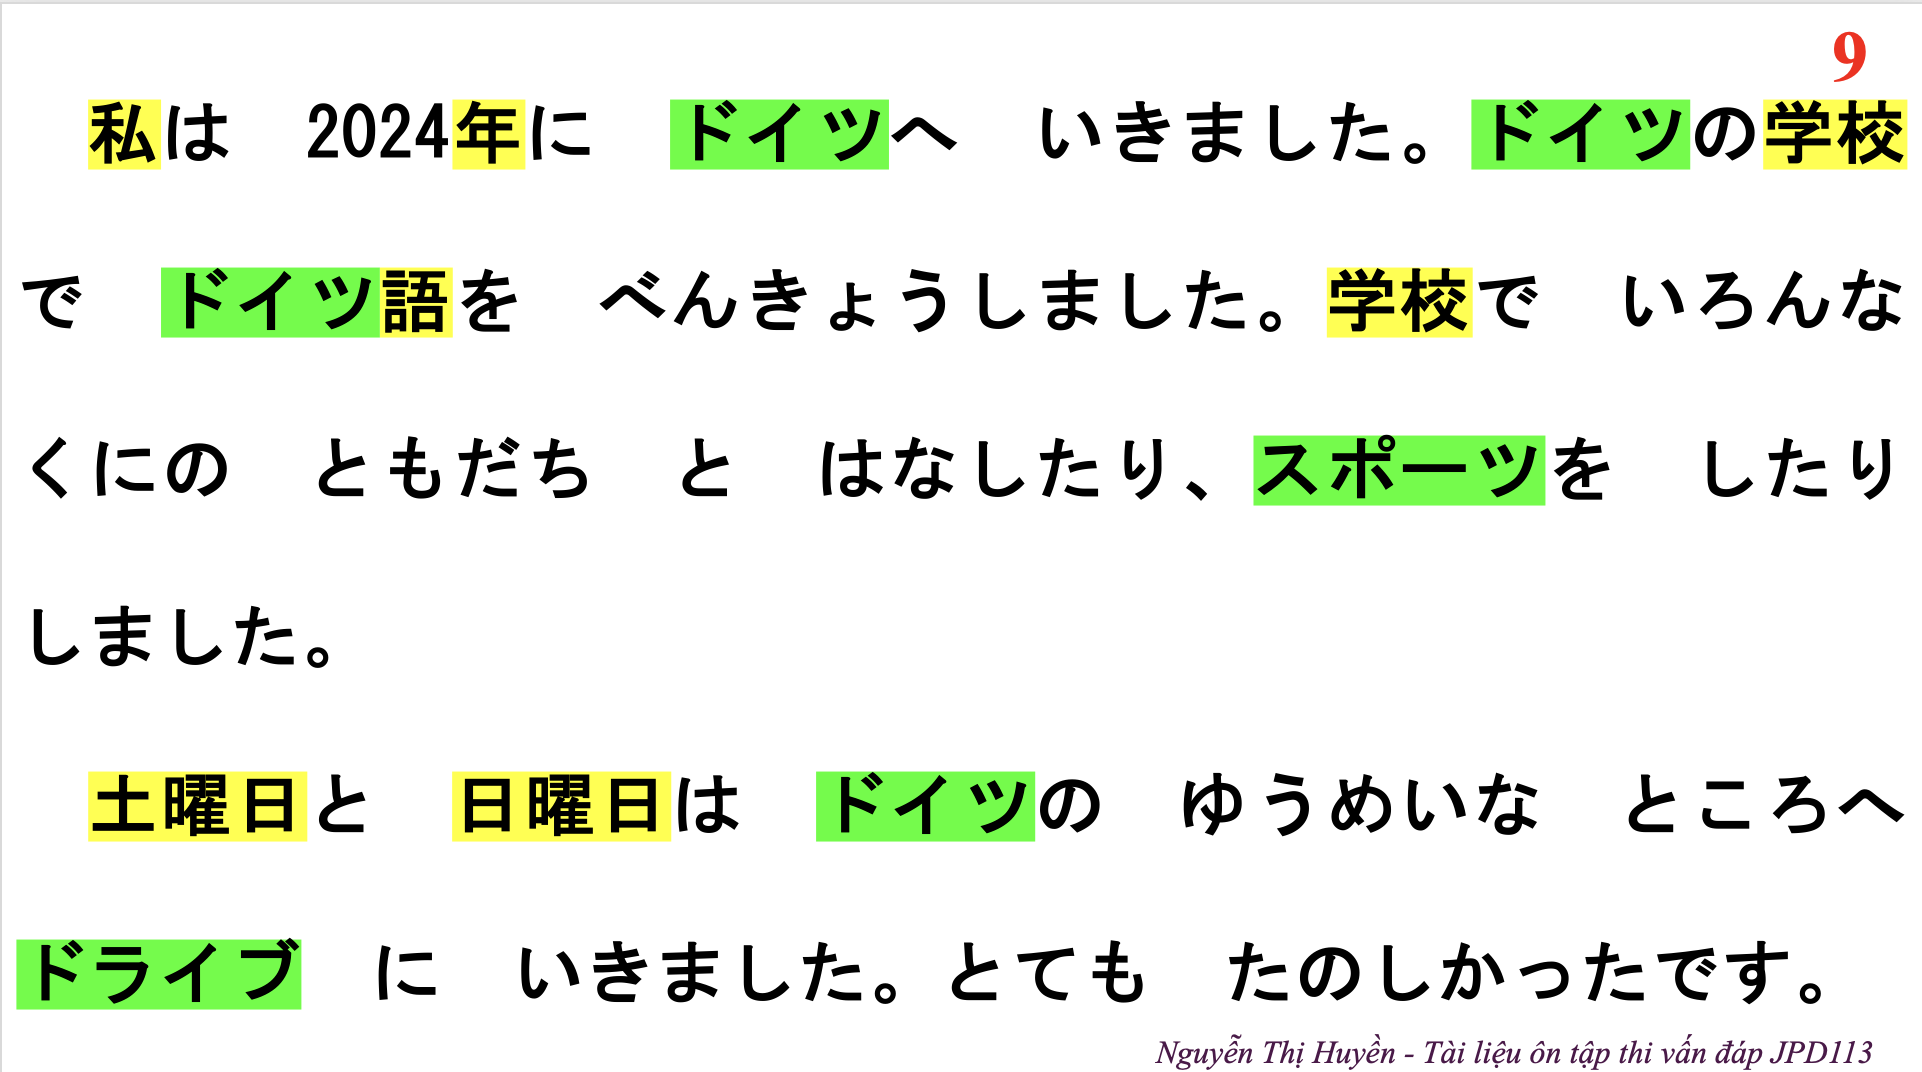 9
私は　2024年に　ドイツへ　いきました。ドイツの学校
で　ドイツ語を　べんきょうしました。学校で　いろんな
くにの　ともだち　と　はなしたり、スポーツを　したり
しました。
土曜日と　日曜日は　ドイツの　ゆうめいな　ところへ
ドライブ　に　いきました。とても　たのしかったです。
Nguyễn Thị Huyền - Tài liệu ôn tập thi vấn đáp JPD113